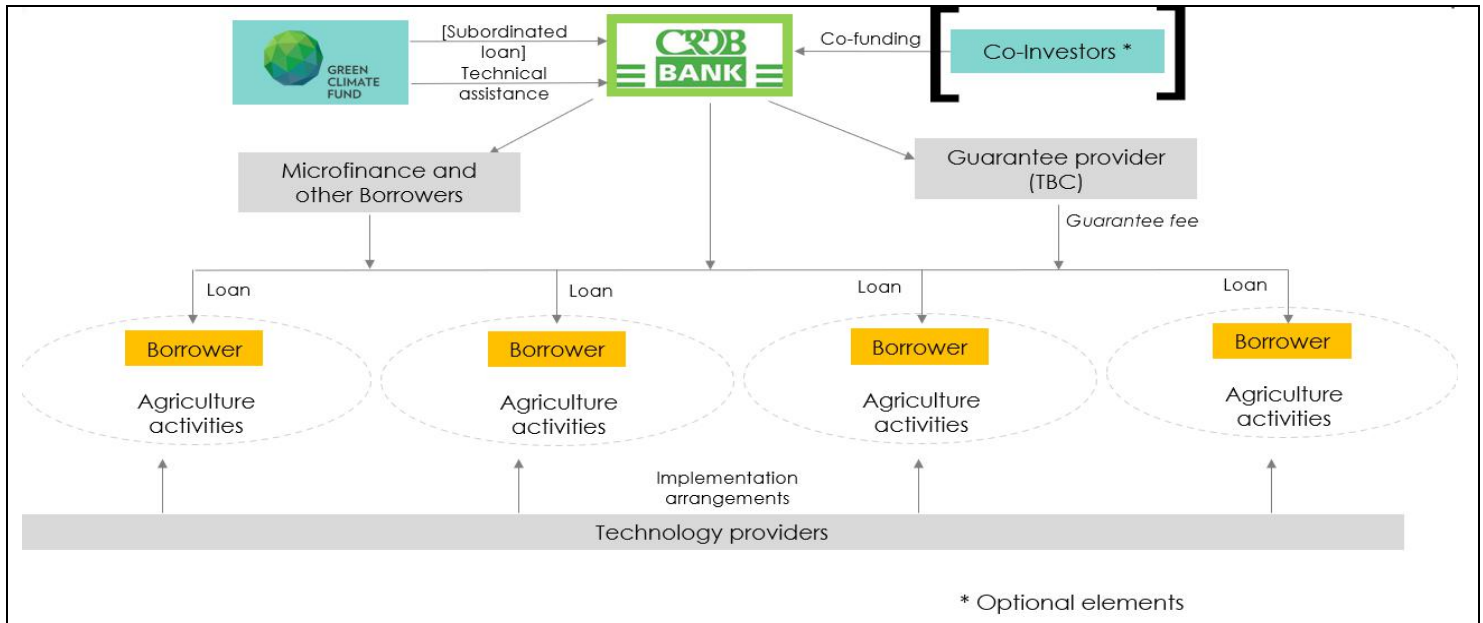 GREEN
CLIMATE
FUND
[Subordinated
loan]
Technical
assistance
CRDB
BANK
Co-funding
Co-Investors *
Microfinance and
other Borrowers
Guarantee provider
(TBC)
Guarantee fee
Loan
Loan
Loan
Loan
Borrower
Borrower
Borrower
Borrower
Agriculture
activities
Agriculture
activities
Agriculture
activities
Agriculture
activities
Implementation
arrangements
Technology providers
* Optional elements